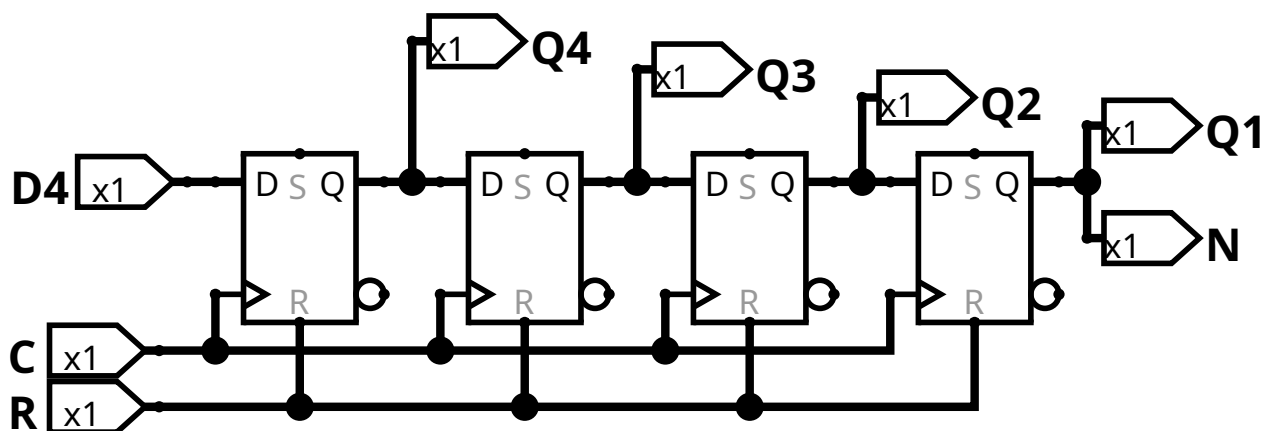 x1 Q4
x1 Q3
x1 Q2
x1 Q1
D4 x1
D S Q D S Q D S Q D S Q
x1 N
R R R R
C x1
R x1